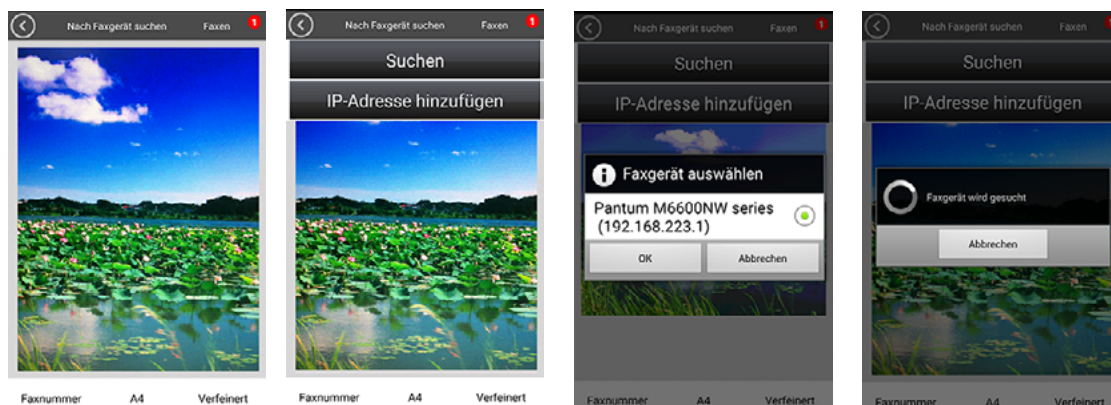 Nach Faxgerät suchen Faxen 1
Faxnummer A4 Verfeinert
Nach Faxgerät suchen Faxen 1
Suchen
IP-Adresse hinzufügen
Faxnummer A4 Verfeinert
Nach Faxgerät suchen Faxen 1
Suchen
IP-Adresse hinzufügen
Faxgerät auswählen
Pantum M6600NW series
(192.168.223.1)
OK Abbrechen
Faxnummer A4 Verfeinert
Nach Faxgerät suchen Faxen 1
Suchen
IP-Adresse hinzufügen
Faxgerät wird gesucht
Abbrechen
Faxnummer A4 Verfeinert